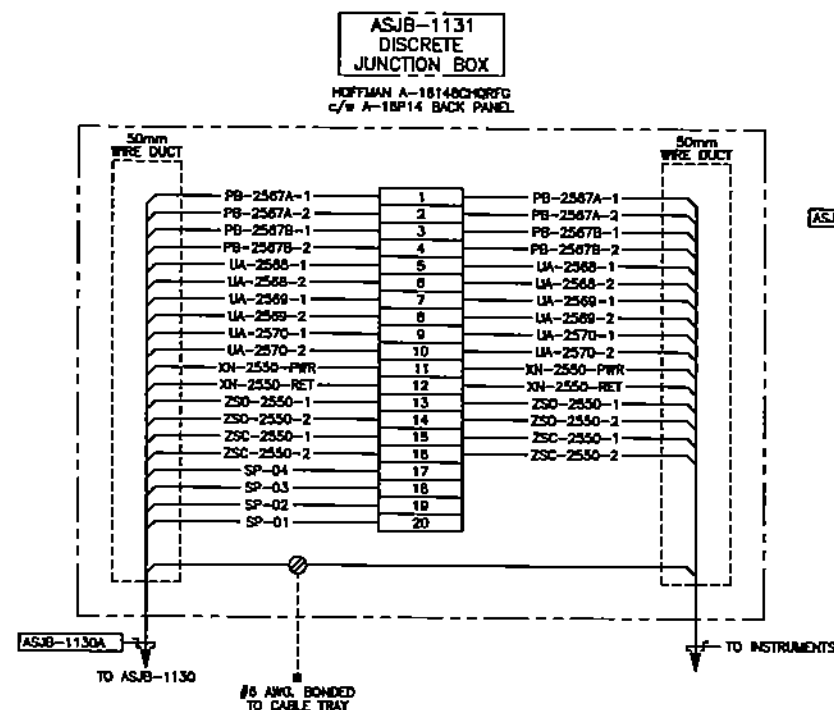 ASJB-1131
DISCRETE
JUNCTION BOX
HOFFMAN A-16148CHQRFG
c/w A-16P14 BACK PANEL
50mm
WIRE DUCT
50mm
WIRE DUCT
PB-2567A-1 1 PB-2567A-1
PB-2567A-2 2 PB-2567A-2
PB-2567B-1 3 PB-2567B-1
PB-2567B-2 4 PB-2567B-2
UA-2568-1 5 UA-2568-1
UA-2568-2 6 UA-2568-2
UA-2569-1 7 UA-2569-1
UA-2569-2 8 UA-2569-2
UA-2570-1 9 UA-2570-1
UA-2570-2 10 UA-2570-2
XN-2550-PWR 11 XN-2550-PWR
XN-2550-RET 12 XN-2550-RET
ZSO-2550-1 13 ZSO-2550-1
ZSO-2550-2 14 ZSO-2550-2
ZSC-2550-1 15 ZSC-2550-1
ZSC-2550-2 16 ZSC-2550-2
SP-04 17
SP-03 18
SP-02 19
SP-01 20
ASJB-1130A
TO ASJB-1130
TO INSTRUMENTS
#6 AWG. BONDED
TO CABLE TRAY